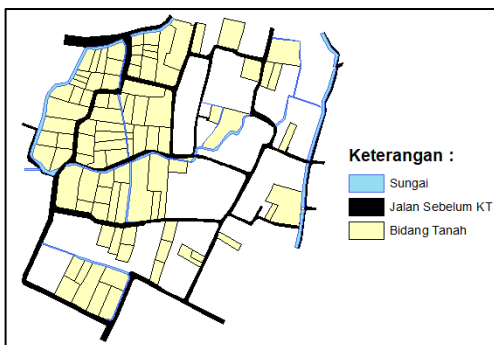 Keterangan :
Sungai
Jalan Sebelum KT
Bidang Tanah